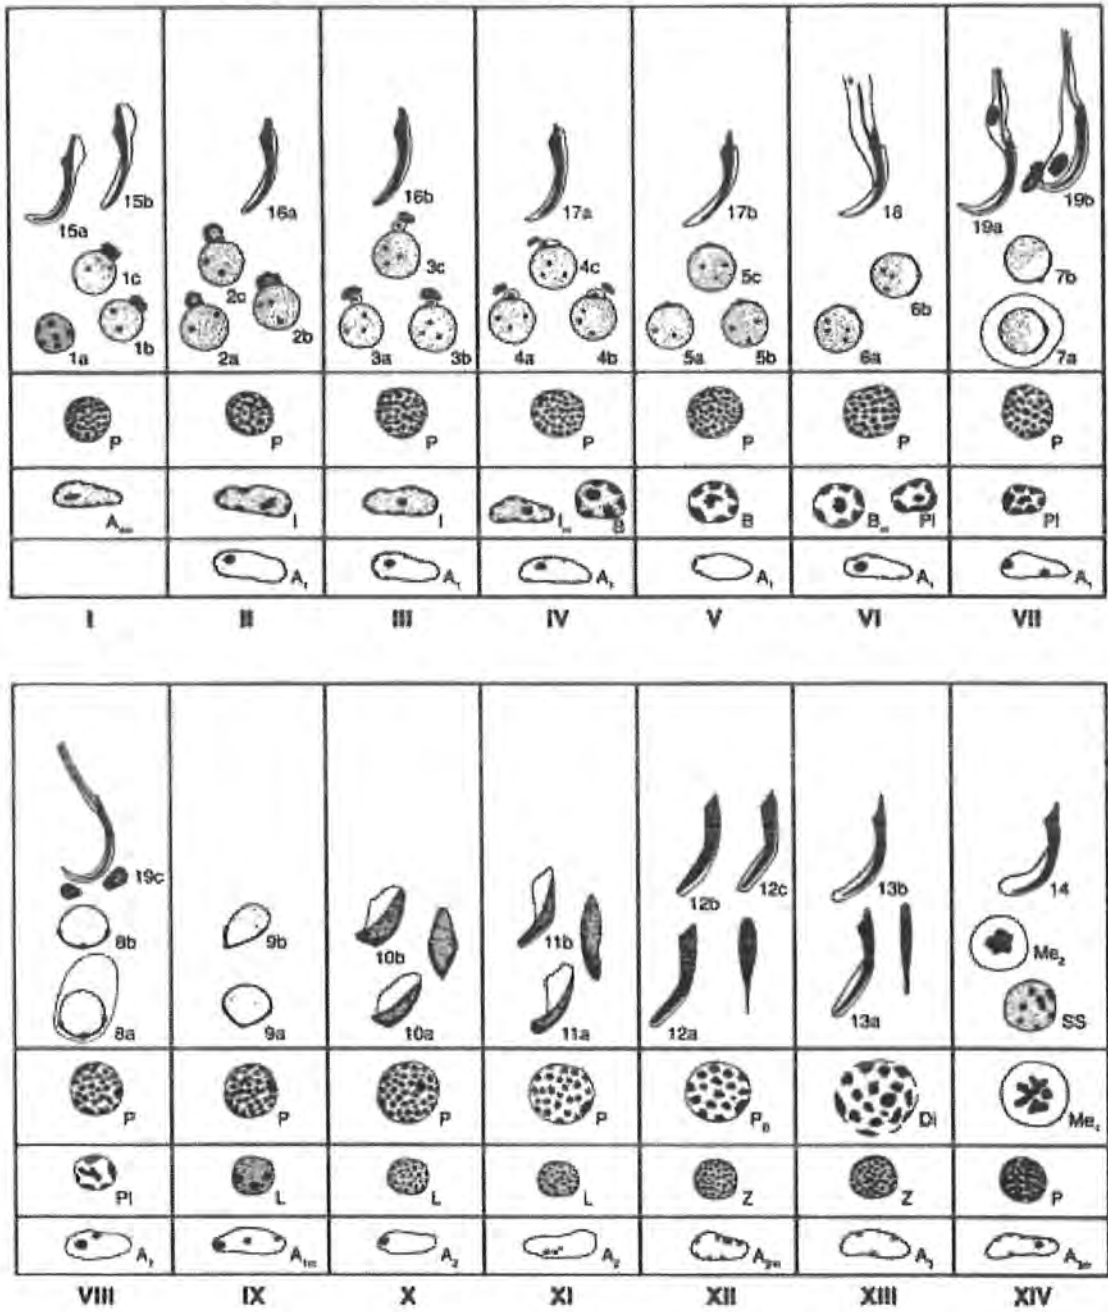 15a 15b 16a 16b 17a 17b 18 19a 19b
1a 1b 1c 2a 2b 2c 3a 3b 3c 4a 4b 4c 5a 5b 5c 6a 6b 7a 7b
P P P P P P P
I I B B Pl Pl
A₁ A₁ A₁ A₁ A₁ A₁
I II III IV V VI VII
19c 12b 12c 13b 14
8b 9b 10b 11b Me₂
8a 9a 10a 11a 12a 13a SS
P P P P Di
Pl L L L Z Z P
A₂ A₂ A₃
VIII IX X XI XII XIII XIV